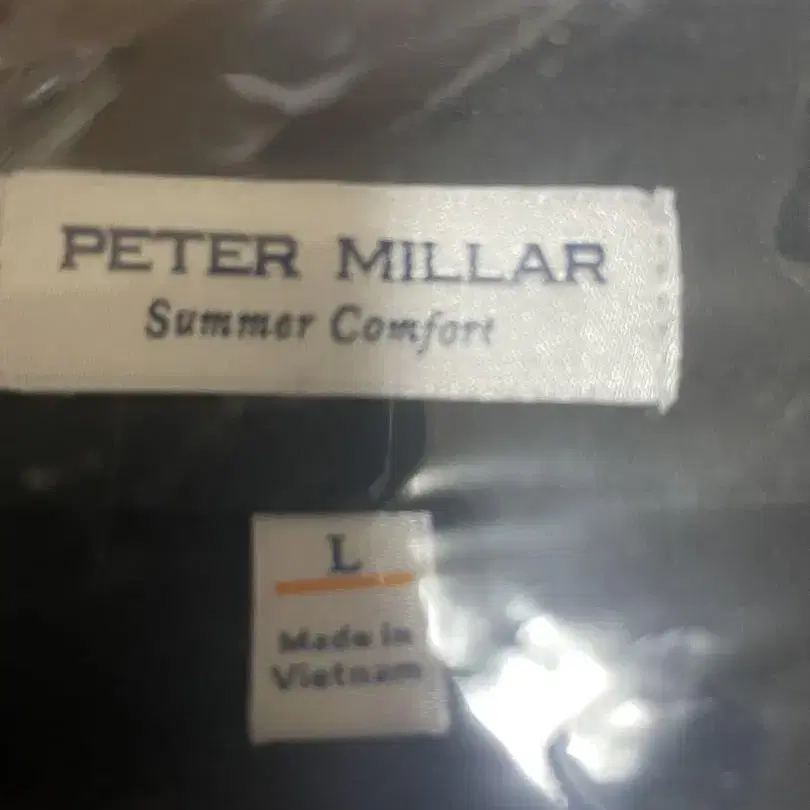 PETER MILLAR
Summer Comfort
L
Made in
Vietnam